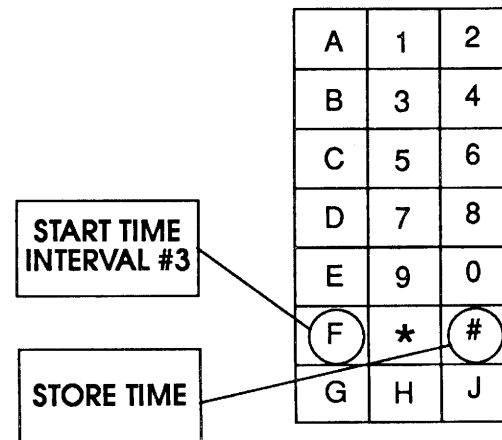 A 1 2
B 3 4
C 5 6
D 7 8
E 9 0
F * #
G H J
START TIME
INTERVAL #3
STORE TIME